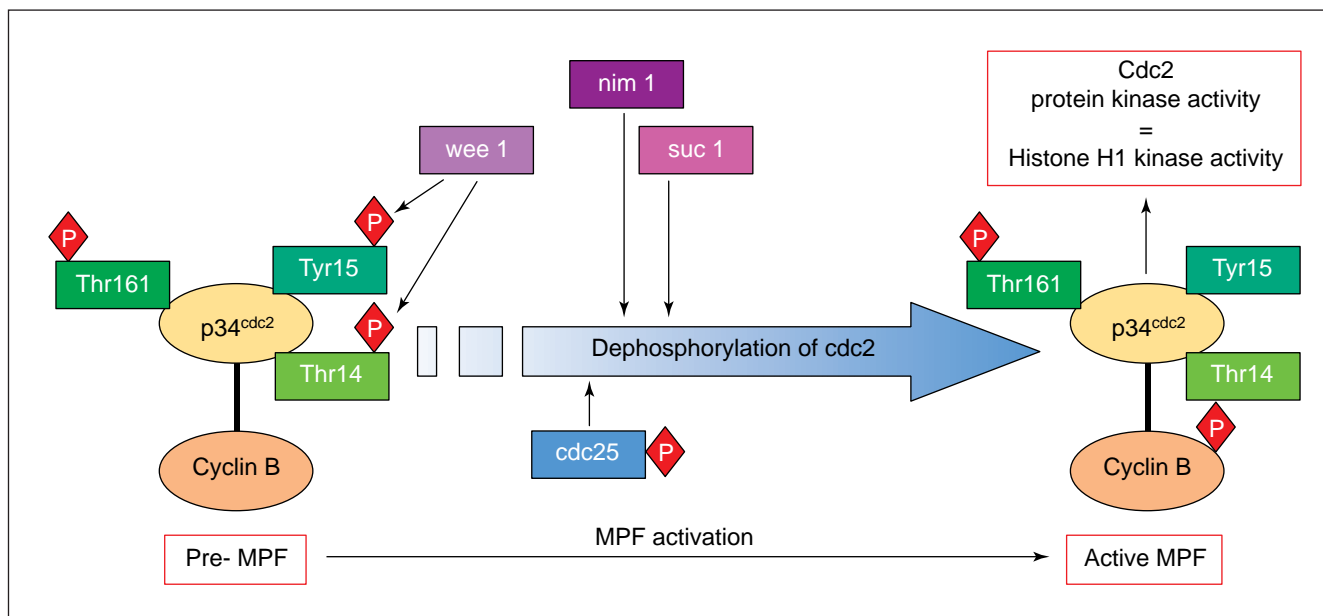 nim 1
Cdc2
protein kinase activity
=
Histone H1 kinase activity
wee 1
suc 1
P
P
Tyr15
Thr161
p34cdc2
P
Thr14
Cyclin B
Pre- MPF
Dephosphorylation of cdc2
cdc25
P
MPF activation
P
Thr161
Tyr15
p34cdc2
Thr14
P
Cyclin B
Active MPF